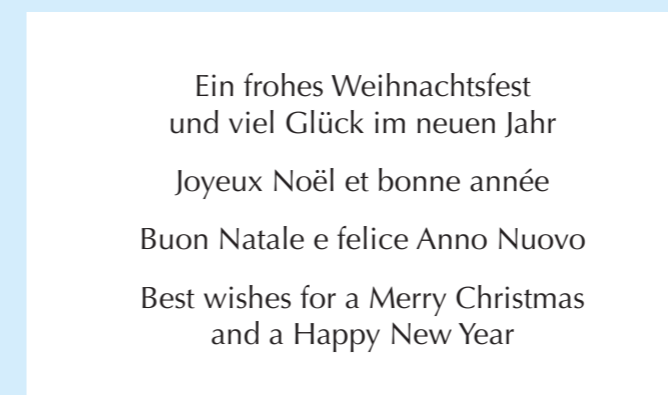 Ein frohes Weihnachtsfest
und viel Glück im neuen Jahr
Joyeux Noël et bonne année
Buon Natale e felice Anno Nuovo
Best wishes for a Merry Christmas
and a Happy New Year